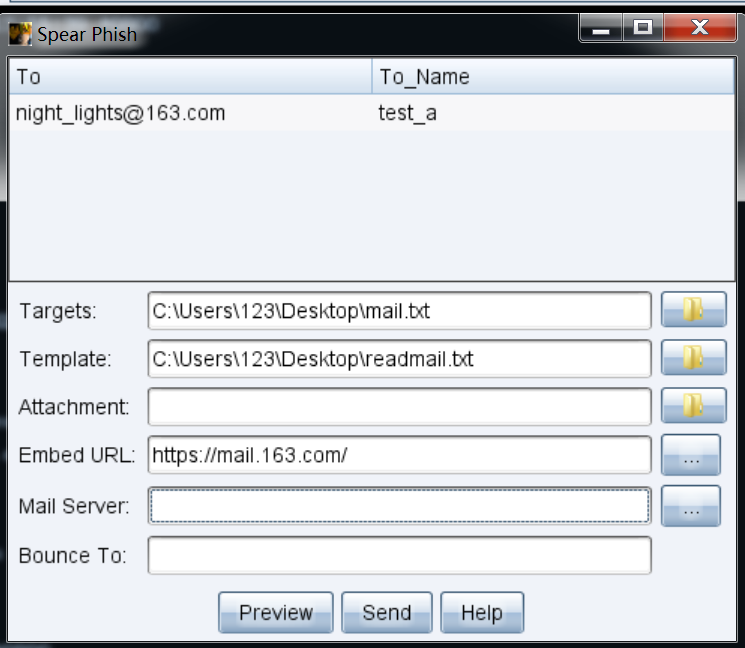 Spear Phish
To To_Name
night_lights@163.com test_a
Targets: C:\Users\123\Desktop\mail.txt
Template: C:\Users\123\Desktop\readmail.txt
Attachment:
Embed URL: https://mail.163.com/ ...
Mail Server: ...
Bounce To:
Preview Send Help